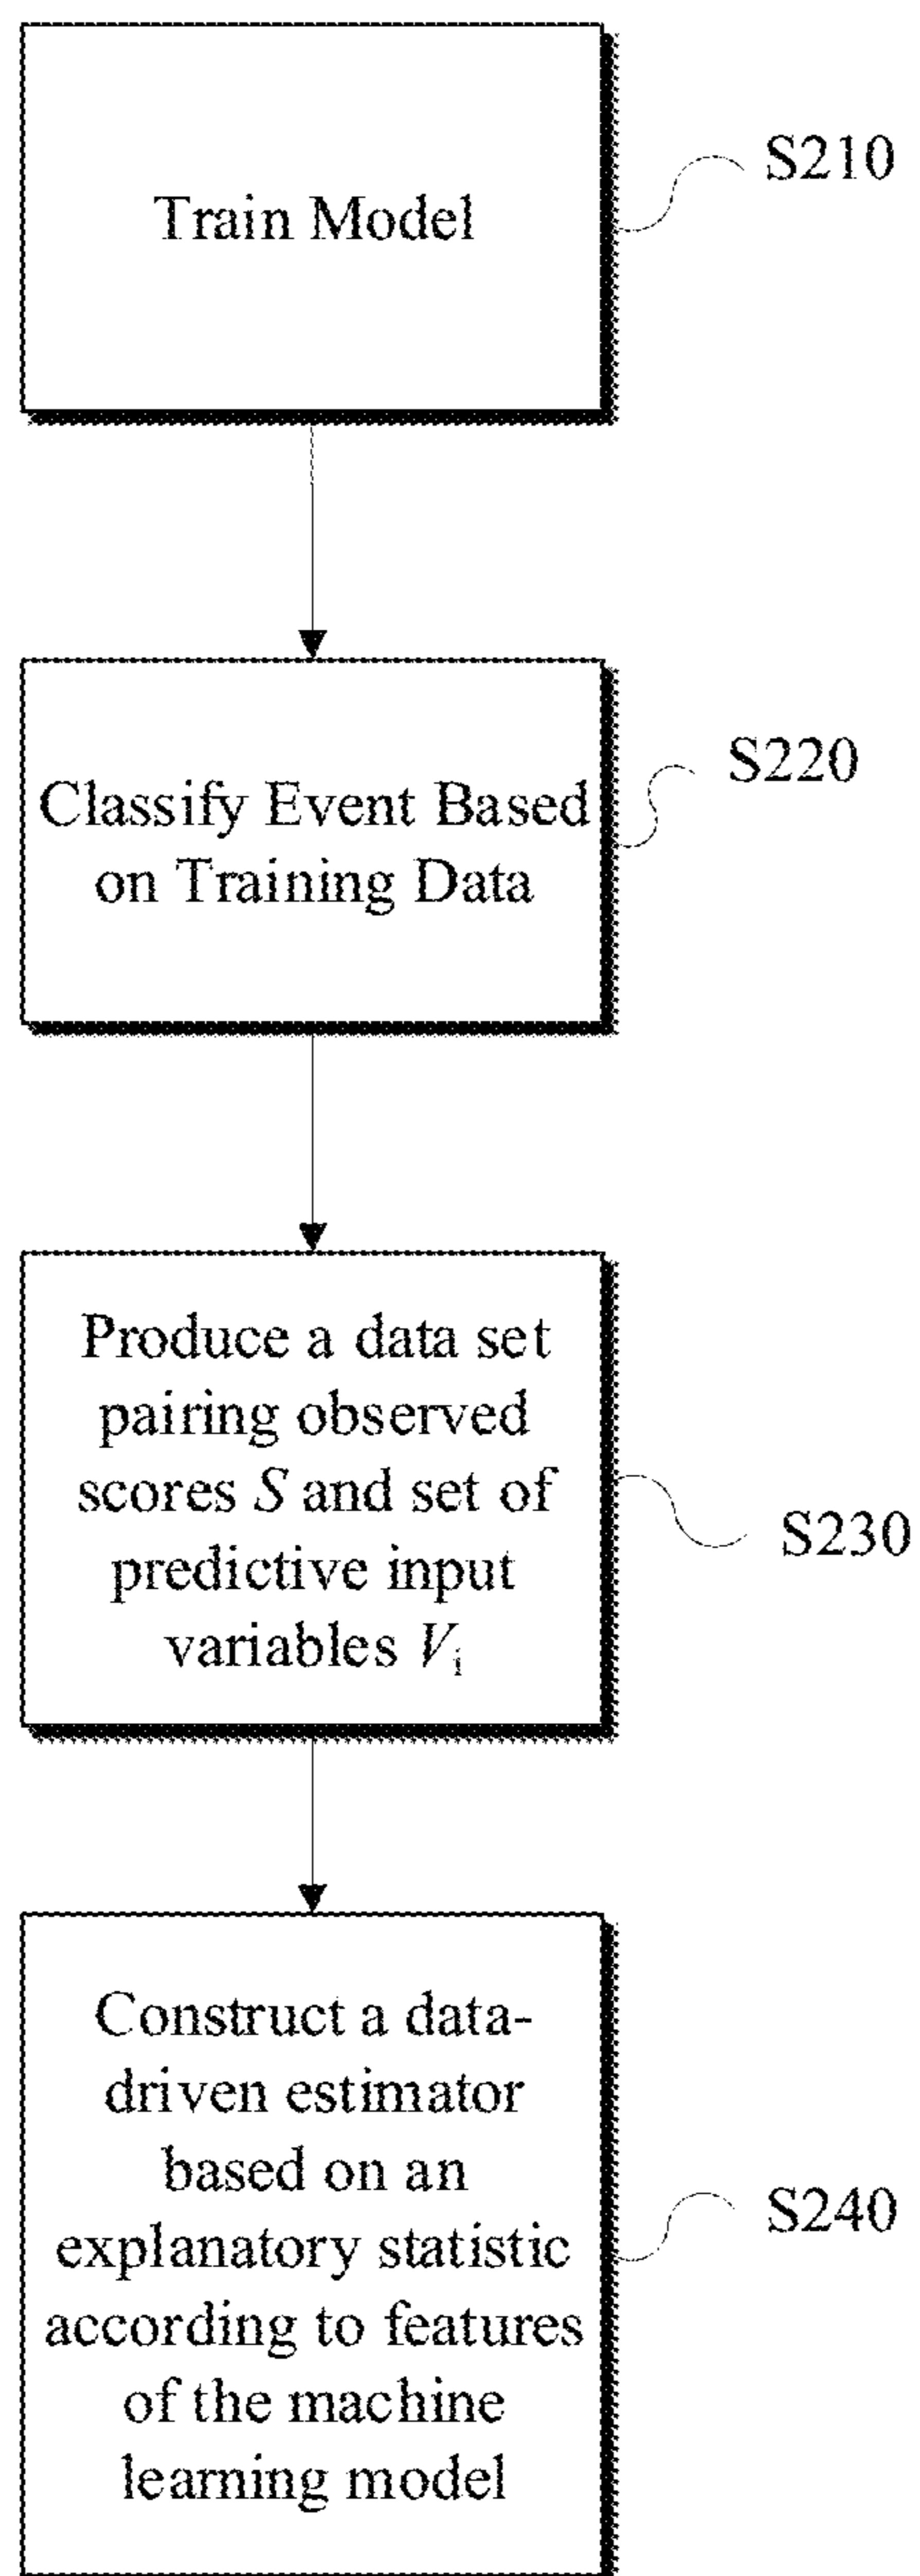 Train Model
S210
Classify Event Based
on Training Data
S220
Produce a data set
pairing observed
scores S and set of
predictive input
variables Vi
S230
Construct a data-
driven estimator
based on an
explanatory statistic
according to features
of the machine
learning model
S240